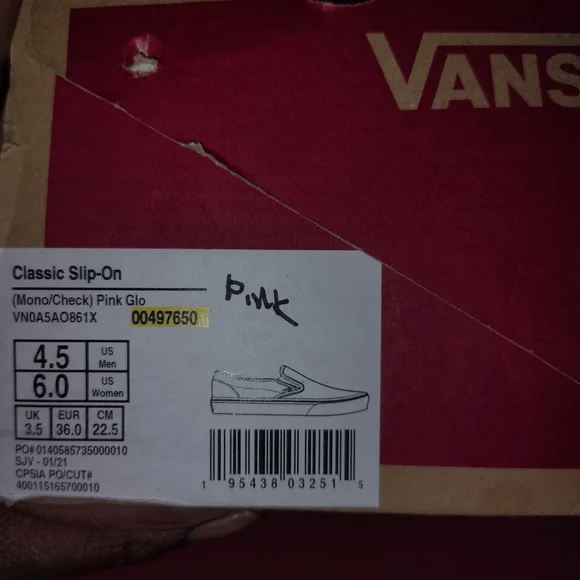 VANS
Classic Slip-On
(Mono/Check) Pink Glo
VN0A5AO861X 00497650
Pink
4.5 US Men
6.0 US Women
UK 3.5 EUR 36.0 CM 22.5
PO# 0140585735000010
SJV - 01/21
CPSIA PO/CUT#
400115165700010
1 95438 03251 5